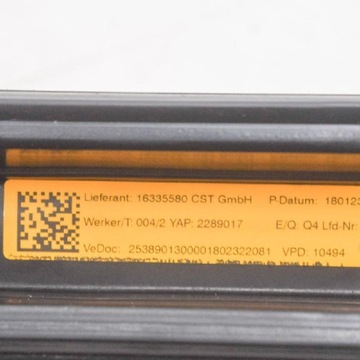 Lieferant: 16335580 CST GmbH P-Datum: 180123
Werker/T: 004/2 YAP: 2289017 E/Q: Q4 Lfd-Nr:
VeDoc: 2538901300001802322081 VPD: 10494